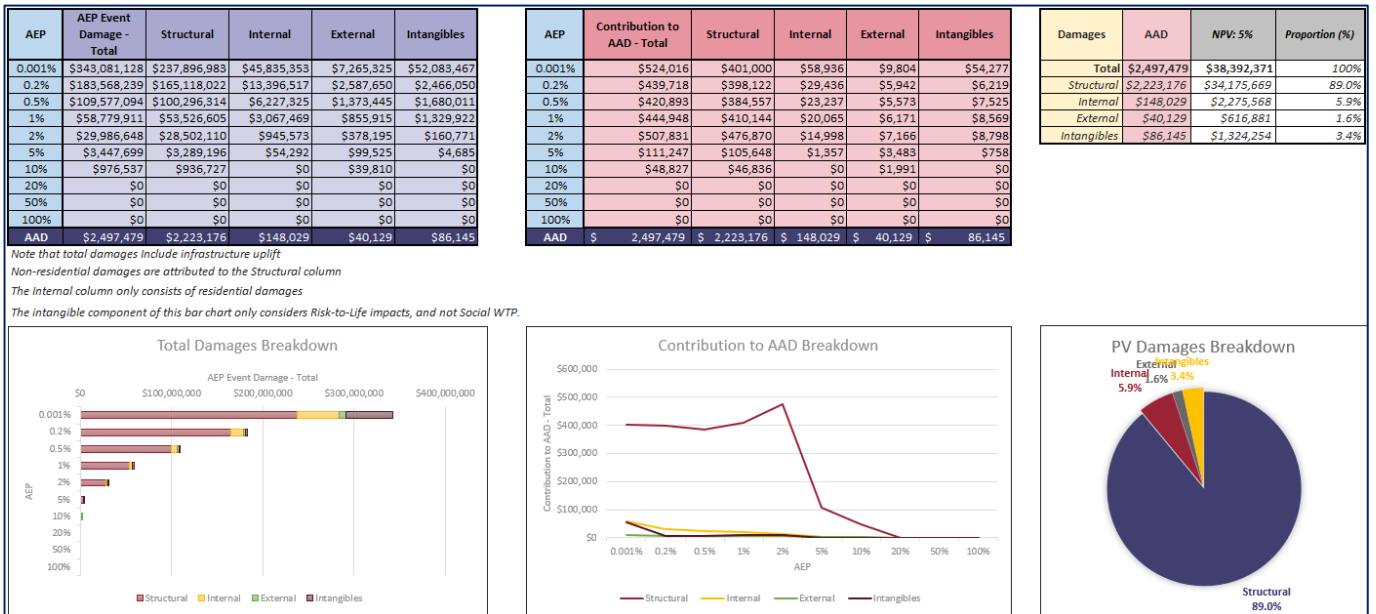 AEP AEP Event Damage - Total Structural Internal External Intangibles
0.001% $343,081,128 $237,896,983 $45,835,353 $7,265,325 $52,083,467
0.2% $183,568,239 $165,118,022 $13,396,517 $2,587,650 $2,466,050
0.5% $109,577,094 $100,296,314 $6,227,325 $1,373,445 $1,680,011
1% $58,779,911 $53,526,605 $3,067,469 $855,915 $1,329,922
2% $29,986,648 $28,502,110 $945,573 $378,195 $160,771
5% $3,447,699 $3,289,196 $54,292 $99,525 $4,685
10% $976,537 $936,727 $0 $39,810 $0
20% $0 $0 $0 $0 $0
50% $0 $0 $0 $0 $0
100% $0 $0 $0 $0 $0
AAD $2,497,479 $2,223,176 $148,029 $40,129 $86,145
AEP Contribution to AAD - Total Structural Internal External Intangibles
0.001% $524,016 $401,000 $58,936 $9,804 $54,277
0.2% $439,718 $398,122 $29,436 $5,942 $6,219
0.5% $420,893 $384,557 $23,237 $5,573 $7,525
1% $444,948 $410,144 $20,065 $6,171 $8,569
2% $507,831 $476,870 $14,998 $7,166 $8,798
5% $111,247 $105,648 $1,357 $3,483 $758
10% $48,827 $46,836 $0 $1,991 $0
20% $0 $0 $0 $0 $0
50% $0 $0 $0 $0 $0
100% $0 $0 $0 $0 $0
AAD $ 2,497,479 $ 2,223,176 $ 148,029 $ 40,129 $ 86,145
Damages AAD NPV: 5% Proportion (%)
Total $2,497,479 $38,392,371 100%
Structural $2,223,176 $34,175,669 89.0%
Internal $148,029 $2,275,568 5.9%
External $40,129 $616,881 1.6%
Intangibles $86,145 $1,324,254 3.4%
Note that total damages Include infrastructure uplift
Non-residential damages are attributed to the Structural column
The Internal column only consists of residential damages
The intangible component of this bar chart only considers Risk-to-Life impacts, and not Social WTP.
Total Damages Breakdown
AEP Event Damage - Total
$0 $100,000,000 $200,000,000 $300,000,000 $400,000,000
0.001%
0.2%
0.5%
1%
2%
5%
10%
20%
50%
100%
AEP
Structural Internal External Intangibles
Contribution to AAD Breakdown
Contribution to AAD - Total
$600,000
$500,000
$400,000
$300,000
$200,000
$100,000
$0
0.001% 0.2% 0.5% 1% 2% 5% 10% 20% 50% 100%
AEP
Structural Internal External Intangibles
PV Damages Breakdown
Intangibles
3.4%
External
1.6%
Internal
5.9%
Structural
89.0%